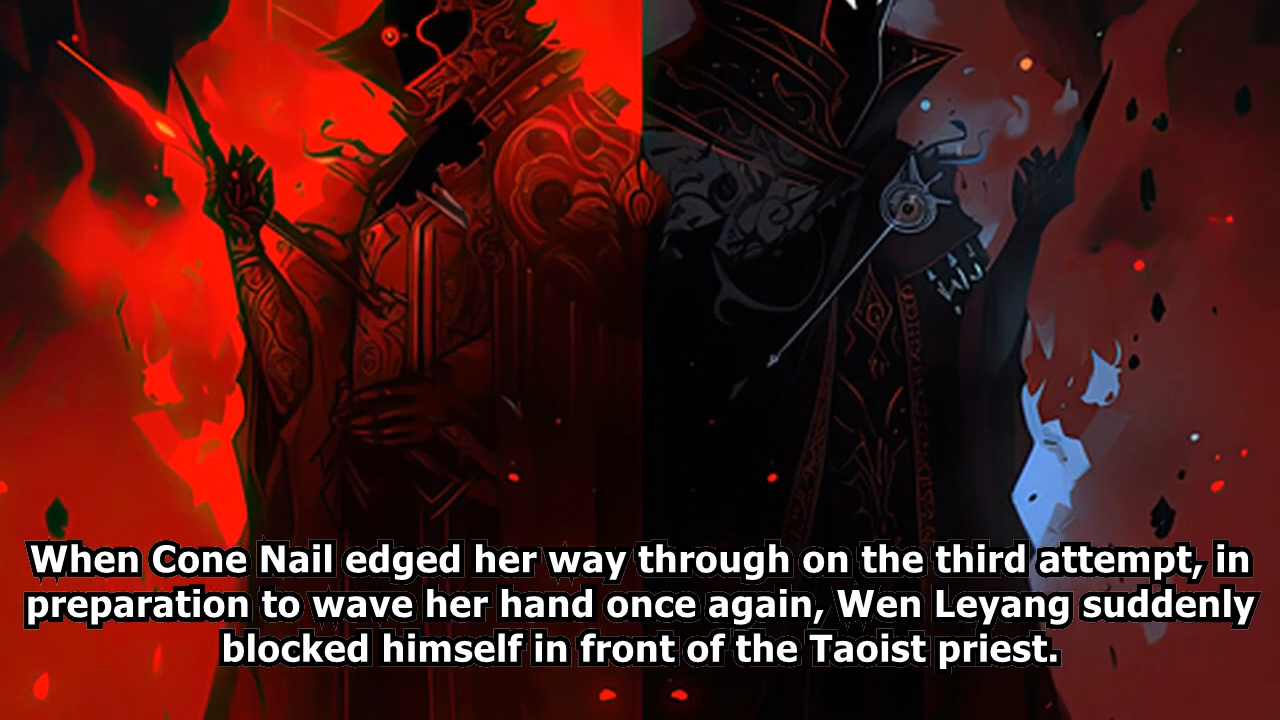 When Cone Nail edged her way through on the third attempt, in
preparation to wave her hand once again, Wen Leyang suddenly
blocked himself in front of the Taoist priest.